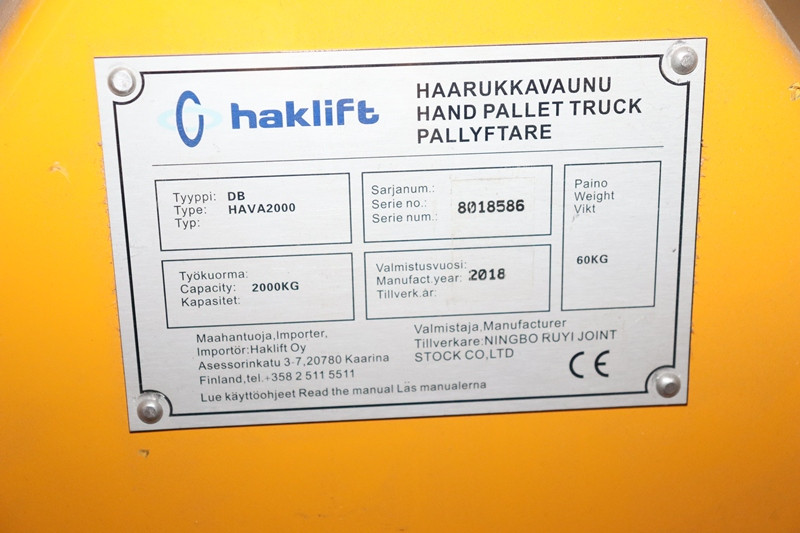 haklift
HAARUKKAVAUNU
HAND PALLET TRUCK
PALLYFTARE
Tyyppi: DB
Type: HAVA2000
Typ:
Sarjanum.:
Serie no.: 8018586
Serie num.:
Paino
Weight
Vikt
60KG
Työkuorma:
Capacity: 2000KG
Kapasitet:
Valmistusvuosi:
Manufact.year: 2018
Tillverk.år:
Maahantuoja,Importer,
Importör:Haklift Oy
Asessorinkatu 3-7,20780 Kaarina
Finland,tel.+358 2 511 5511
Valmistaja,Manufacturer
Tillverkare:NINGBO RUYI JOINT
STOCK CO,LTD
CE
Lue käyttöohjeet Read the manual Läs manualerna